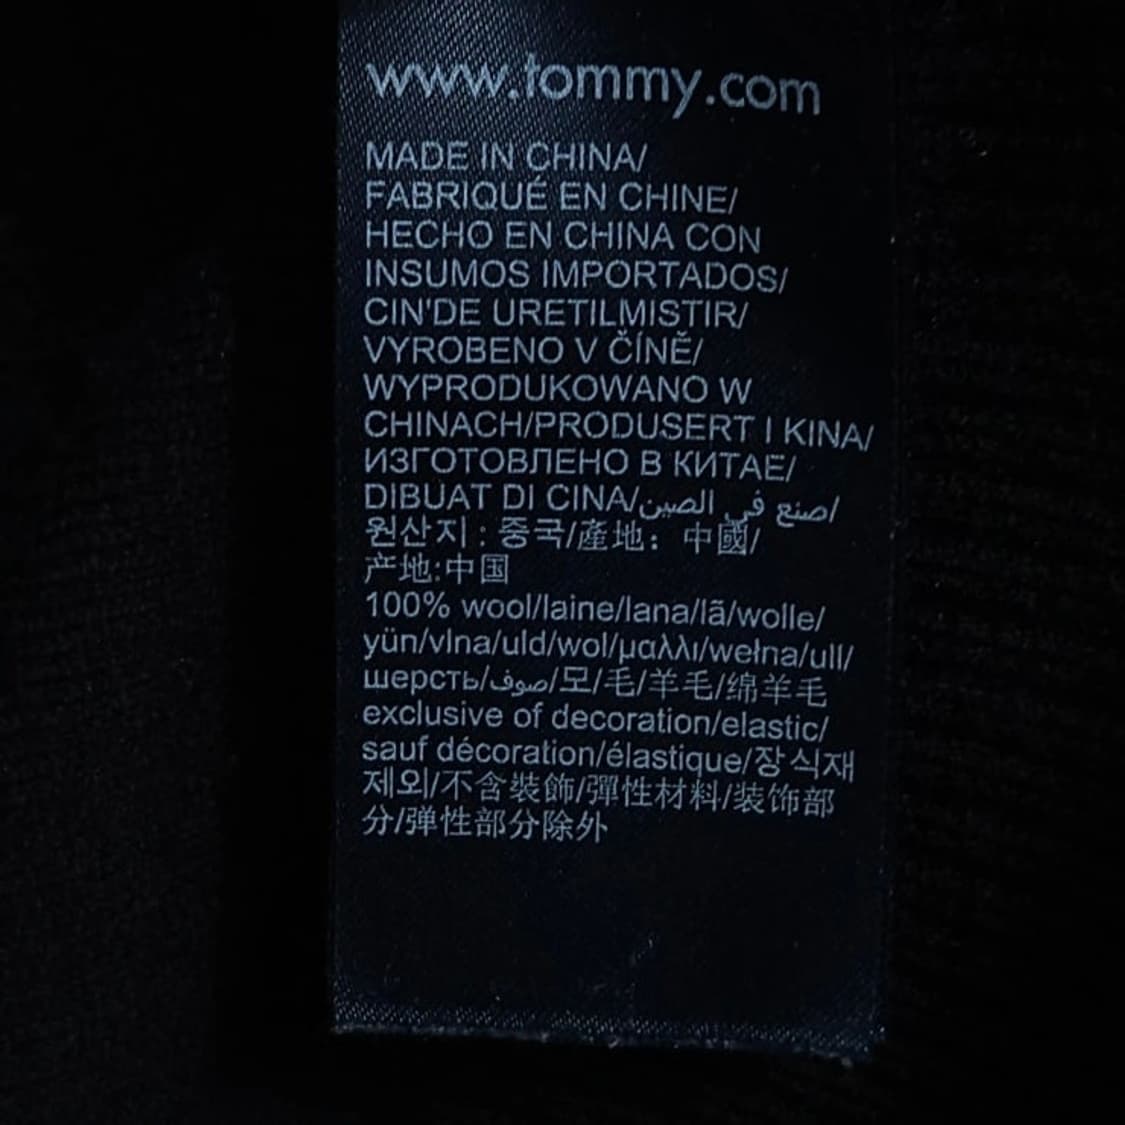 www.tommy.com
MADE IN CHINA/
FABRIQUÉ EN CHINE/
HECHO EN CHINA CON
INSUMOS IMPORTADOS/
CIN'DE URETILMISTIR/
VYROBENO V ČÍNĚ/
WYPRODUKOWANO W
CHINACH/PRODUSERT I KINA/
ИЗГОТОВЛЕНО В КИТАЕ/
DIBUAT DI CINA/صنع في الصين/
원산지 : 중국/產地： 中國/
产地:中国
100% wool/laine/lana/lã/wolle/
yün/vlna/uld/wol/μαλλι/wełna/ull/
шерсть/صوف/모/毛/羊毛/绵羊毛
exclusive of decoration/elastic/
sauf décoration/élastique/장식재
제외/不含裝飾/彈性材料/装饰部
分/弹性部分除外